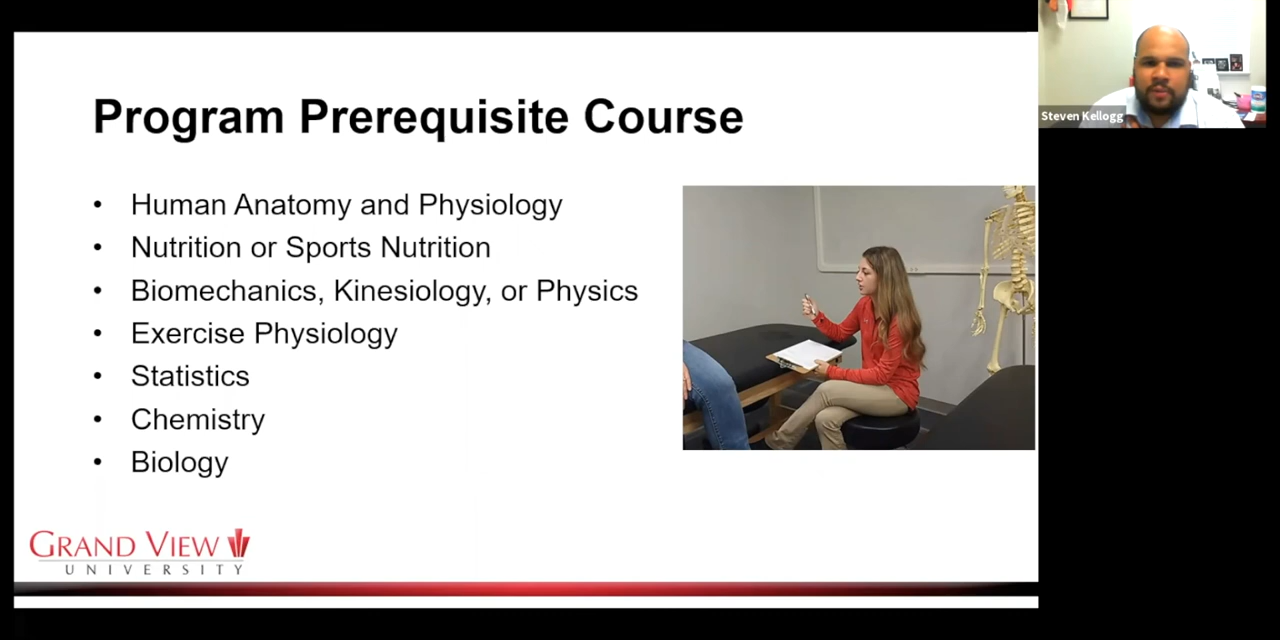 Program Prerequisite Course
• Human Anatomy and Physiology
• Nutrition or Sports Nutrition
• Biomechanics, Kinesiology, or Physics
• Exercise Physiology
• Statistics
• Chemistry
• Biology
GRAND VIEW
UNIVERSITY
Steven Kellogg